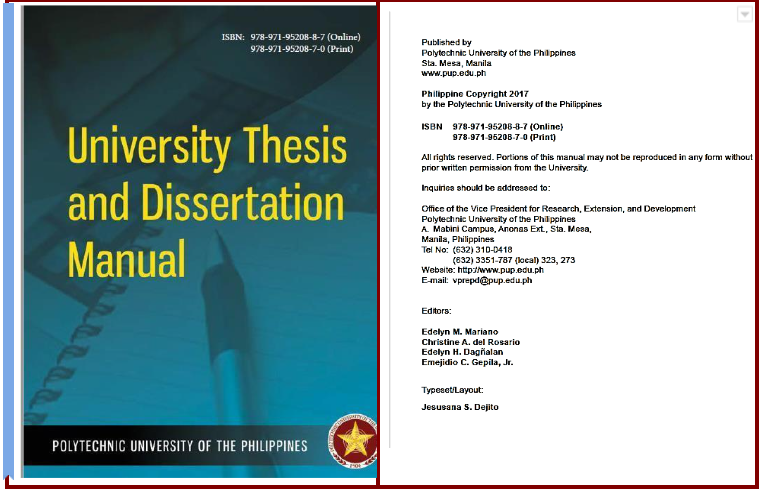 ISBN: 978-971-95208-8-7 (Online)
978-971-95208-7-0 (Print)
University Thesis
and Dissertation
Manual
POLYTECHNIC UNIVERSITY OF THE PHILIPPINES
Published by
Polytechnic University of the Philippines
Sta. Mesa, Manila
www.pup.edu.ph
Philippine Copyright 2017
by the Polytechnic University of the Philippines
ISBN 978-971-95208-8-7 (Online)
978-971-95208-7-0 (Print)
All rights reserved. Portions of this manual may not be reproduced in any form without
prior written permission from the University.
Inquiries should be addressed to:
Office of the Vice President for Research, Extension, and Development
Polytechnic University of the Philippines
A. Mabini Campus, Anonas Ext., Sta. Mesa,
Manila, Philippines
Tel No: (632) 310-0418
(632) 3351-787 (local) 323, 273
Website: http://www.pup.edu.ph
E-mail: vprepd@pup.edu.ph
Editors:
Edelyn M. Mariano
Christine A. del Rosario
Edelyn H. Dagñalan
Emejidio C. Gepila, Jr.
Typeset/Layout:
Jesusana S. Dejito